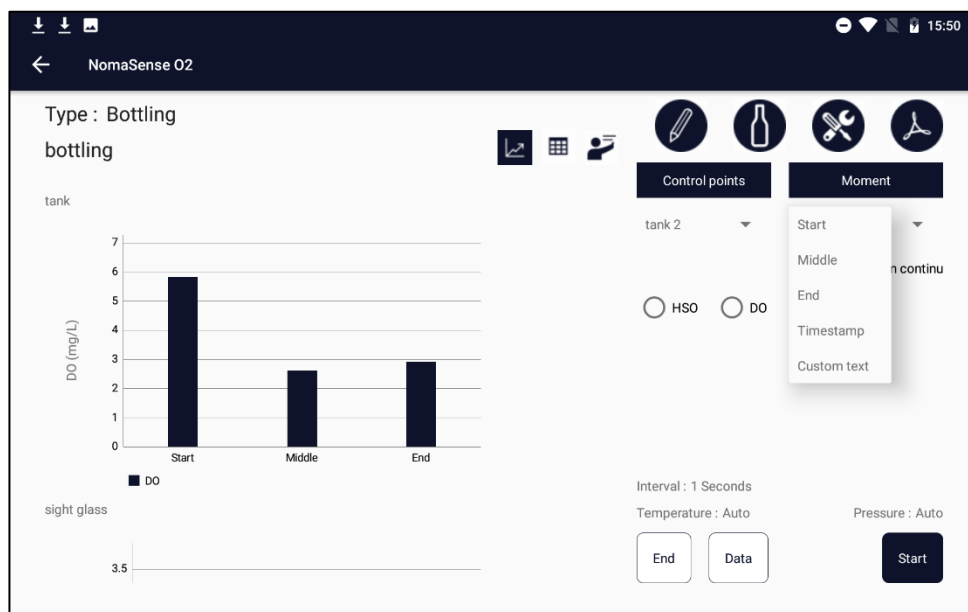 15:50
NomaSense O2
Type : Bottling
bottling
tank
7
6
5
4
3
2
1
0
DO (mg/L)
Start
Middle
End
DO
sight glass
3.5
Control points
Moment
tank 2
Start
Middle
End
Timestamp
Custom text
continu
HSO
DO
Interval : 1 Seconds
Temperature : Auto
Pressure : Auto
End
Data
Start